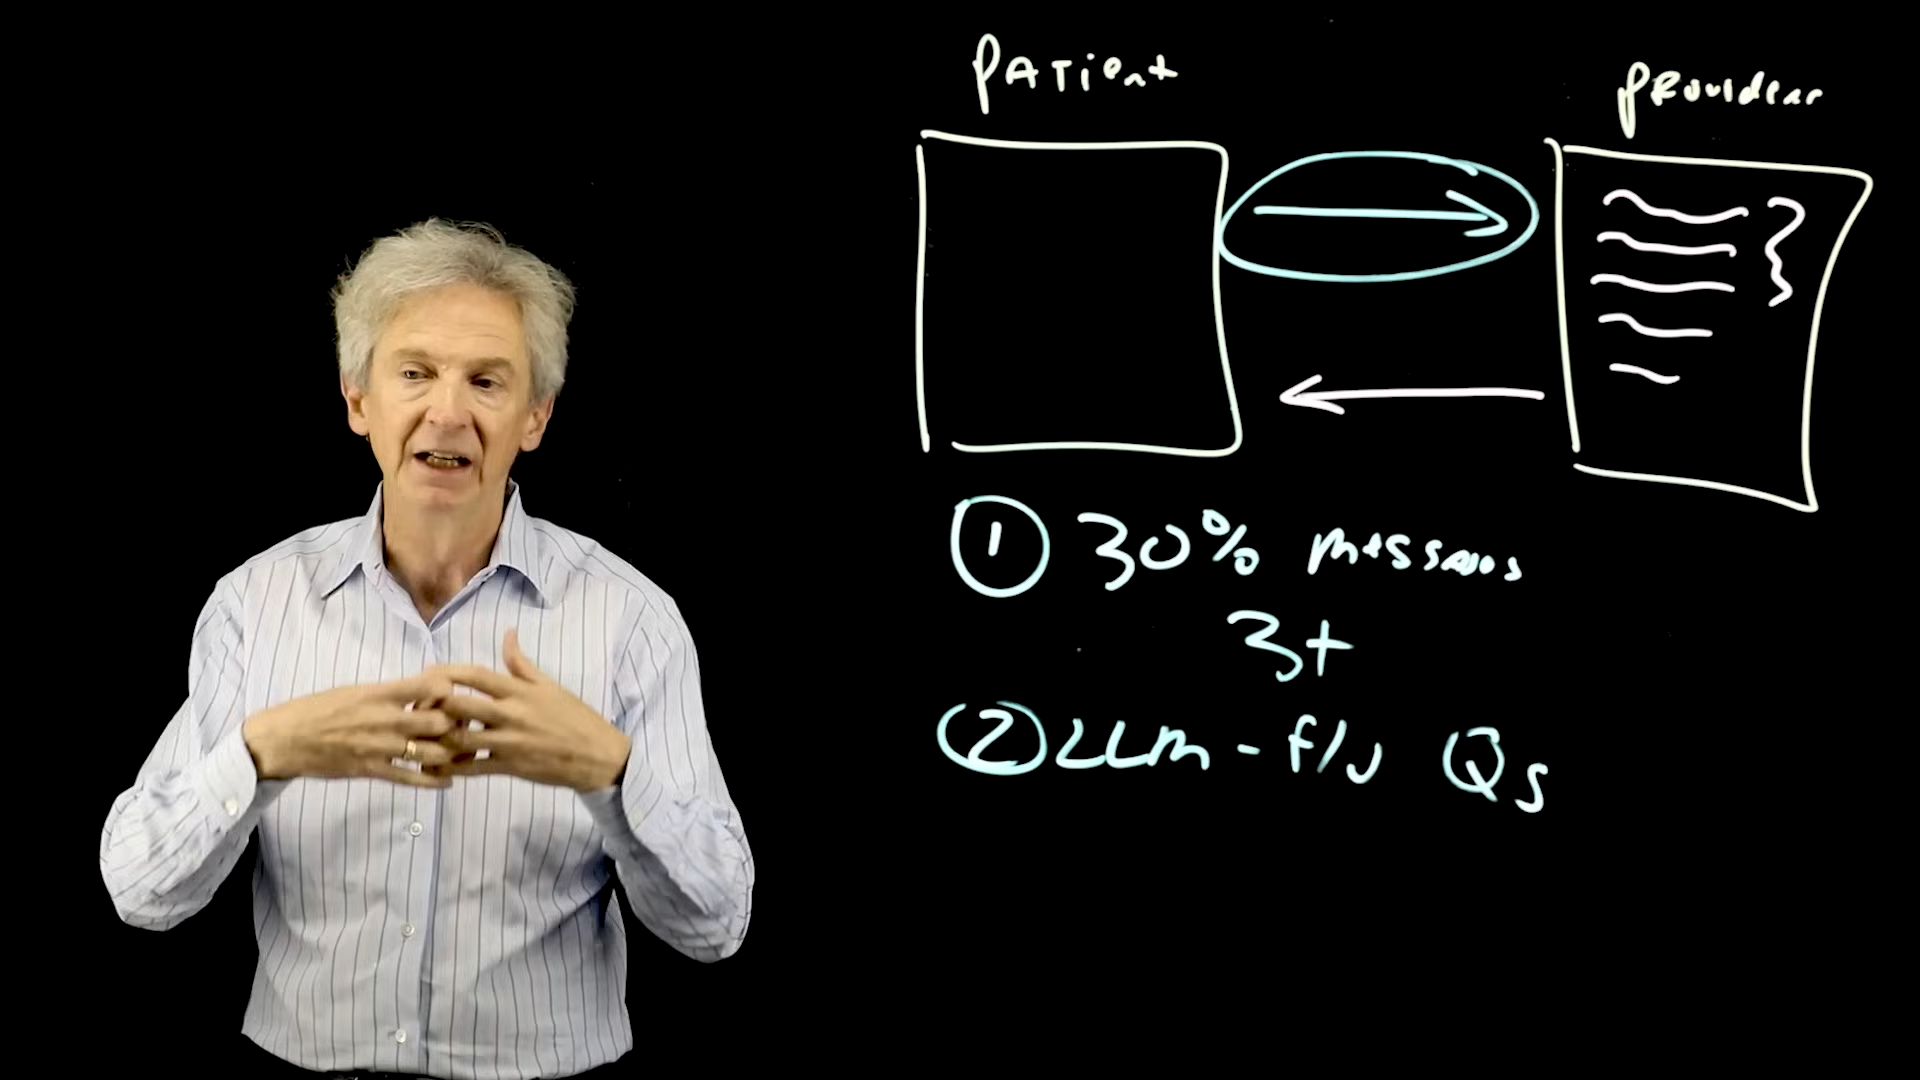 Patient
Provider
1 30% messages
3+
2 LLM - f/u Qs